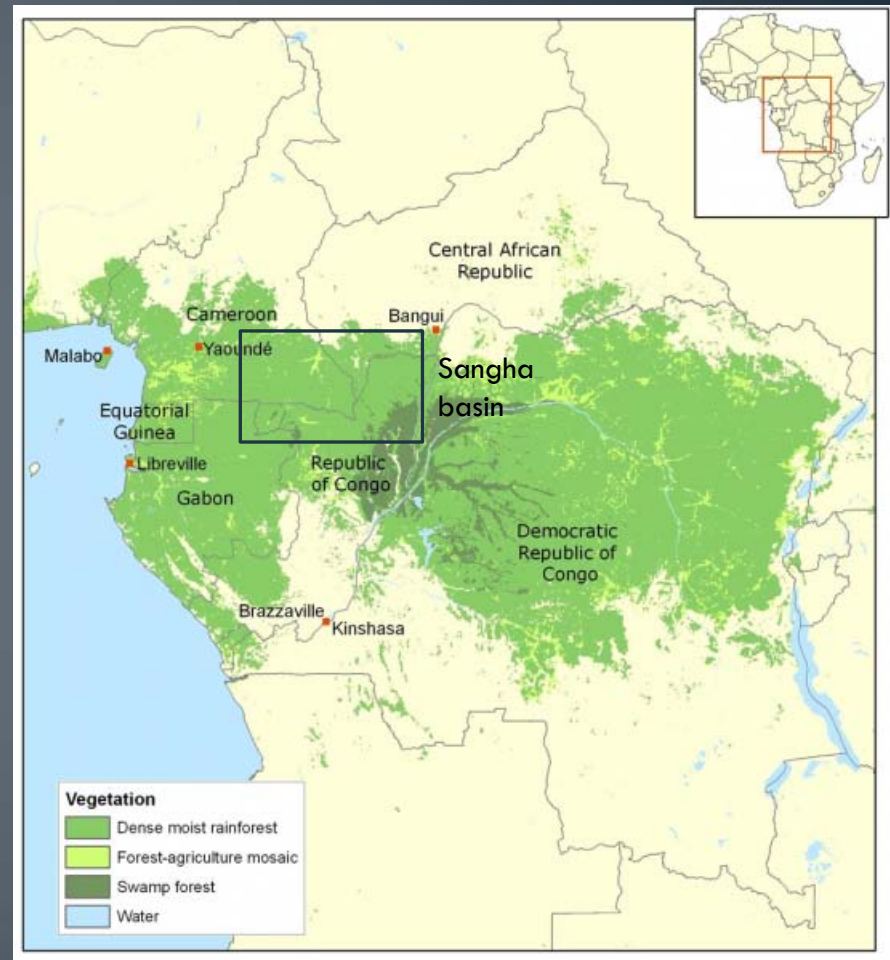 Central African
Republic
Cameroon
Bangui
Malabo
Yaoundé
Sangha
basin
Equatorial
Guinea
Libreville
Republic
of Congo
Gabon
Democratic
Republic of
Congo
Brazzaville
Kinshasa
Vegetation
Dense moist rainforest
Forest-agriculture mosaic
Swamp forest
Water